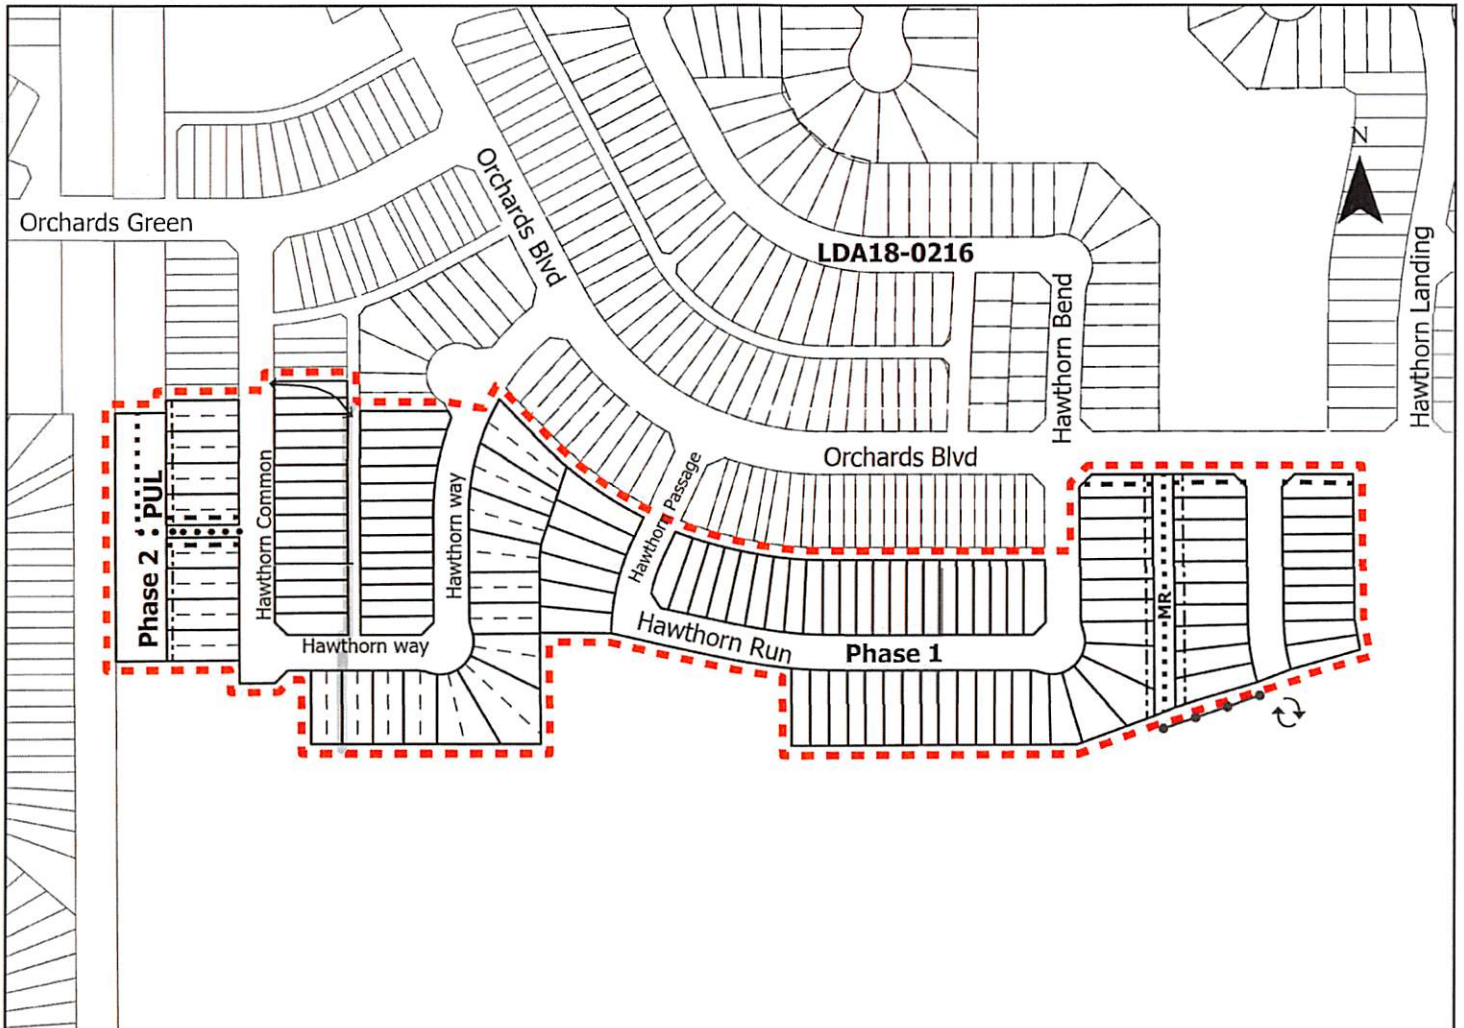 N
Orchards Green
Orchards Blvd
LDA18-0216
Hawthorn Bend
Hawthorn Landing
Orchards Blvd
Hawthorn Passage
Hawthorn Common
Hawthorn way
Phase 2
PUL
MR
Hawthorn way
Hawthorn Run
Phase 1